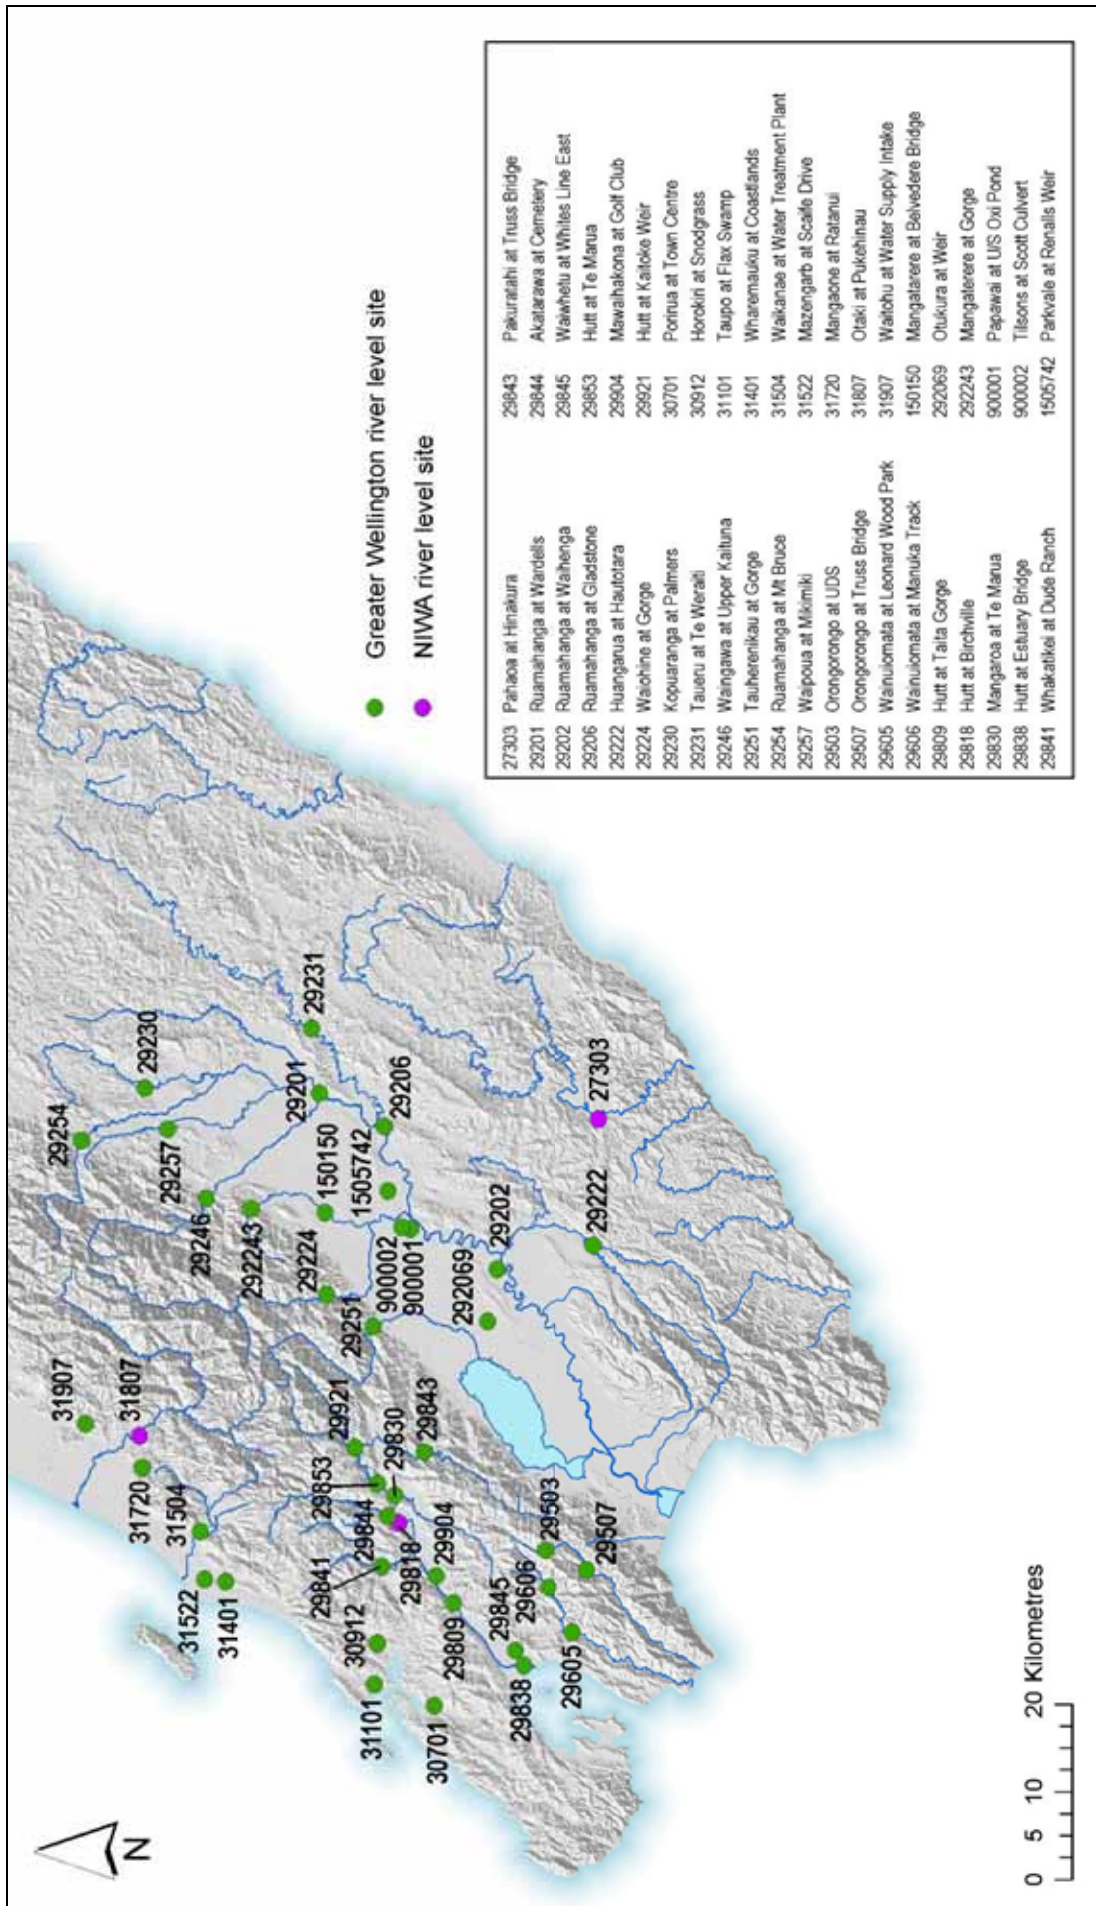 N
Greater Wellington river level site
NIWA river level site
31907
31807
31720
31504
31522
31401
29254
29230
29257
29246
292243
29224
29251
29231
29201
150150
1505742
29206
900002
900001
292069
29202
29222
27303
29921
29853
29830
29843
29844
29841
29818
29904
30912
31101
29809
30701
29845
29838
29606
29503
29605
29507
0 5 10 20 Kilometres
27303 Pahaoa at Hinakura
29201 Ruamahanga at Wardells
29202 Ruamahanga at Waihenga
29206 Ruamahanga at Gladstone
29222 Huangarua at Hautotara
29224 Waiohine at Gorge
29230 Kopuaranga at Palmers
29231 Taueru at Te Weraiti
29246 Waingawa at Upper Kaituna
29251 Tauherenikau at Gorge
29254 Ruamahanga at Mt Bruce
29257 Waipoua at Mikimiki
29503 Orongorongo at UDS
29507 Orongorongo at Truss Bridge
29605 Wainuiomata at Leonard Wood Park
29606 Wainuiomata at Manuka Track
29809 Hutt at Taita Gorge
29818 Hutt at Birchville
29830 Mangaroa at Te Marua
29838 Hutt at Estuary Bridge
29841 Whakatikei at Dude Ranch
29843 Pakuratahi at Truss Bridge
29844 Akatarawa at Cemetery
29845 Waiwhetu at Whites Line East
29853 Hutt at Te Marua
29904 Mawaihakona at Golf Club
29921 Hutt at Kaitoke Weir
30701 Porirua at Town Centre
30912 Horokiri at Snodgrass
31101 Taupo at Flax Swamp
31401 Wharemauku at Coastlands
31504 Waikanae at Water Treatment Plant
31522 Mazengarb at Scaife Drive
31720 Mangaone at Ratanui
31807 Otaki at Pukehinau
31907 Waitohu at Water Supply Intake
150150 Mangatarere at Belvedere Bridge
292069 Otukura at Weir
292243 Mangaterere at Gorge
900001 Papawai at U/S Oxi Pond
900002 Tilsons at Scott Culvert
1505742 Parkvale at Renalls Weir